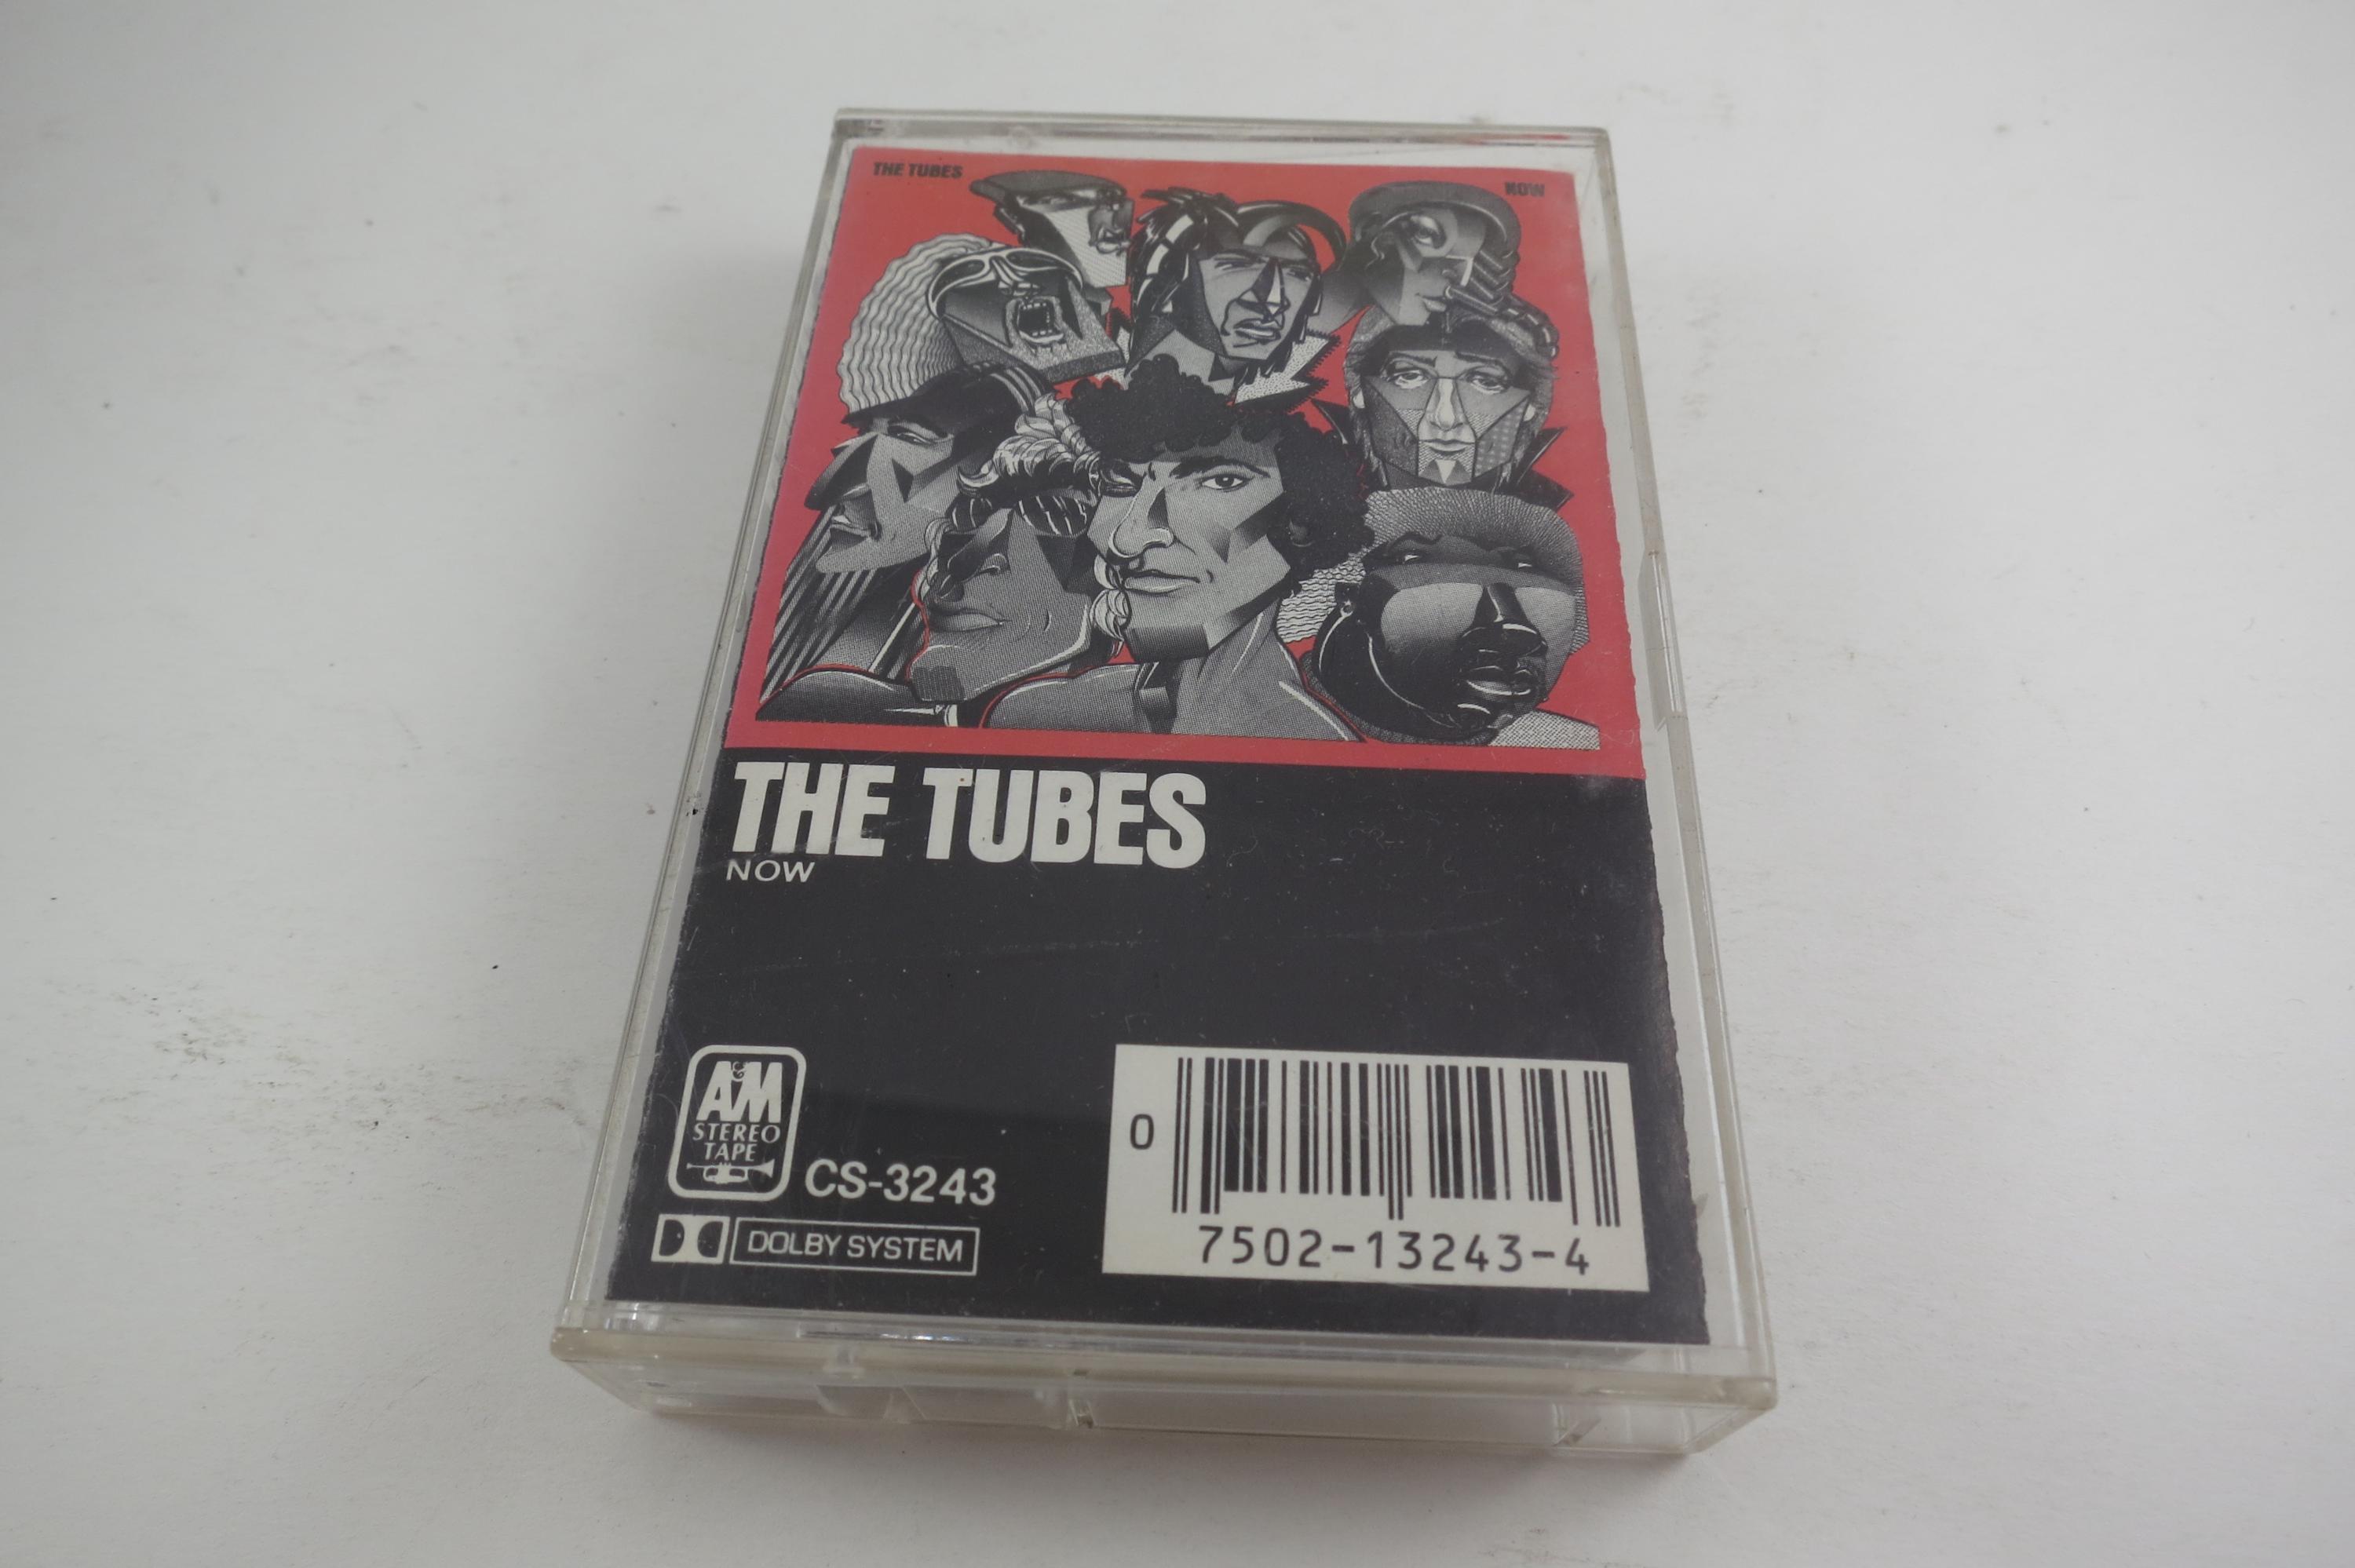 THE TUBES
NOW
THE TUBES
NOW
A&M
STEREO
TAPE
CS-3243
DOLBY SYSTEM
0
7502-13243-4